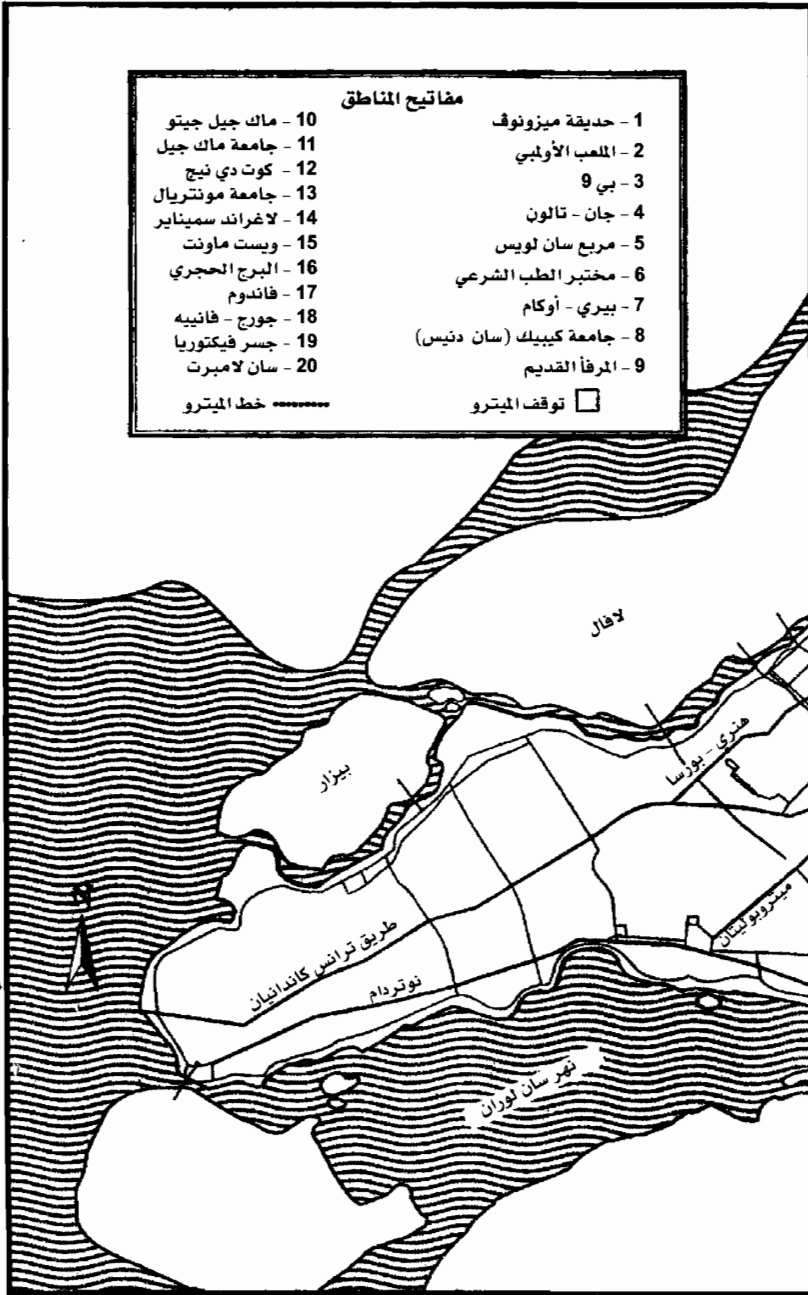 مفاتيح المناطق
1 - حديقة ميزونوڤ
2 - الملعب الأولمبي
3 - بي 9
4 - جان - تالون
5 - مربع سان لويس
6 - مختبر الطب الشرعي
7 - بيري - أوكام
8 - جامعة كيبيك (سان دنيس)
9 - المرفأ القديم
توقف الميترو
10 - ماك جيل جيتو
11 - جامعة ماك جيل
12 - كوت دي نيج
13 - جامعة مونتريال
14 - لاغراند سميناير
15 - ويست ماونت
16 - البرج الحجري
17 - فاندوم
18 - جورج - فانييه
19 - جسر فيكتوريا
20 - سان لامبرت
خط الميترو
لافال
هنري - بورسا
بيزار
ميتروبوليتان
طريق ترانس كاندانيان
نوتردام
نهر سان لوران